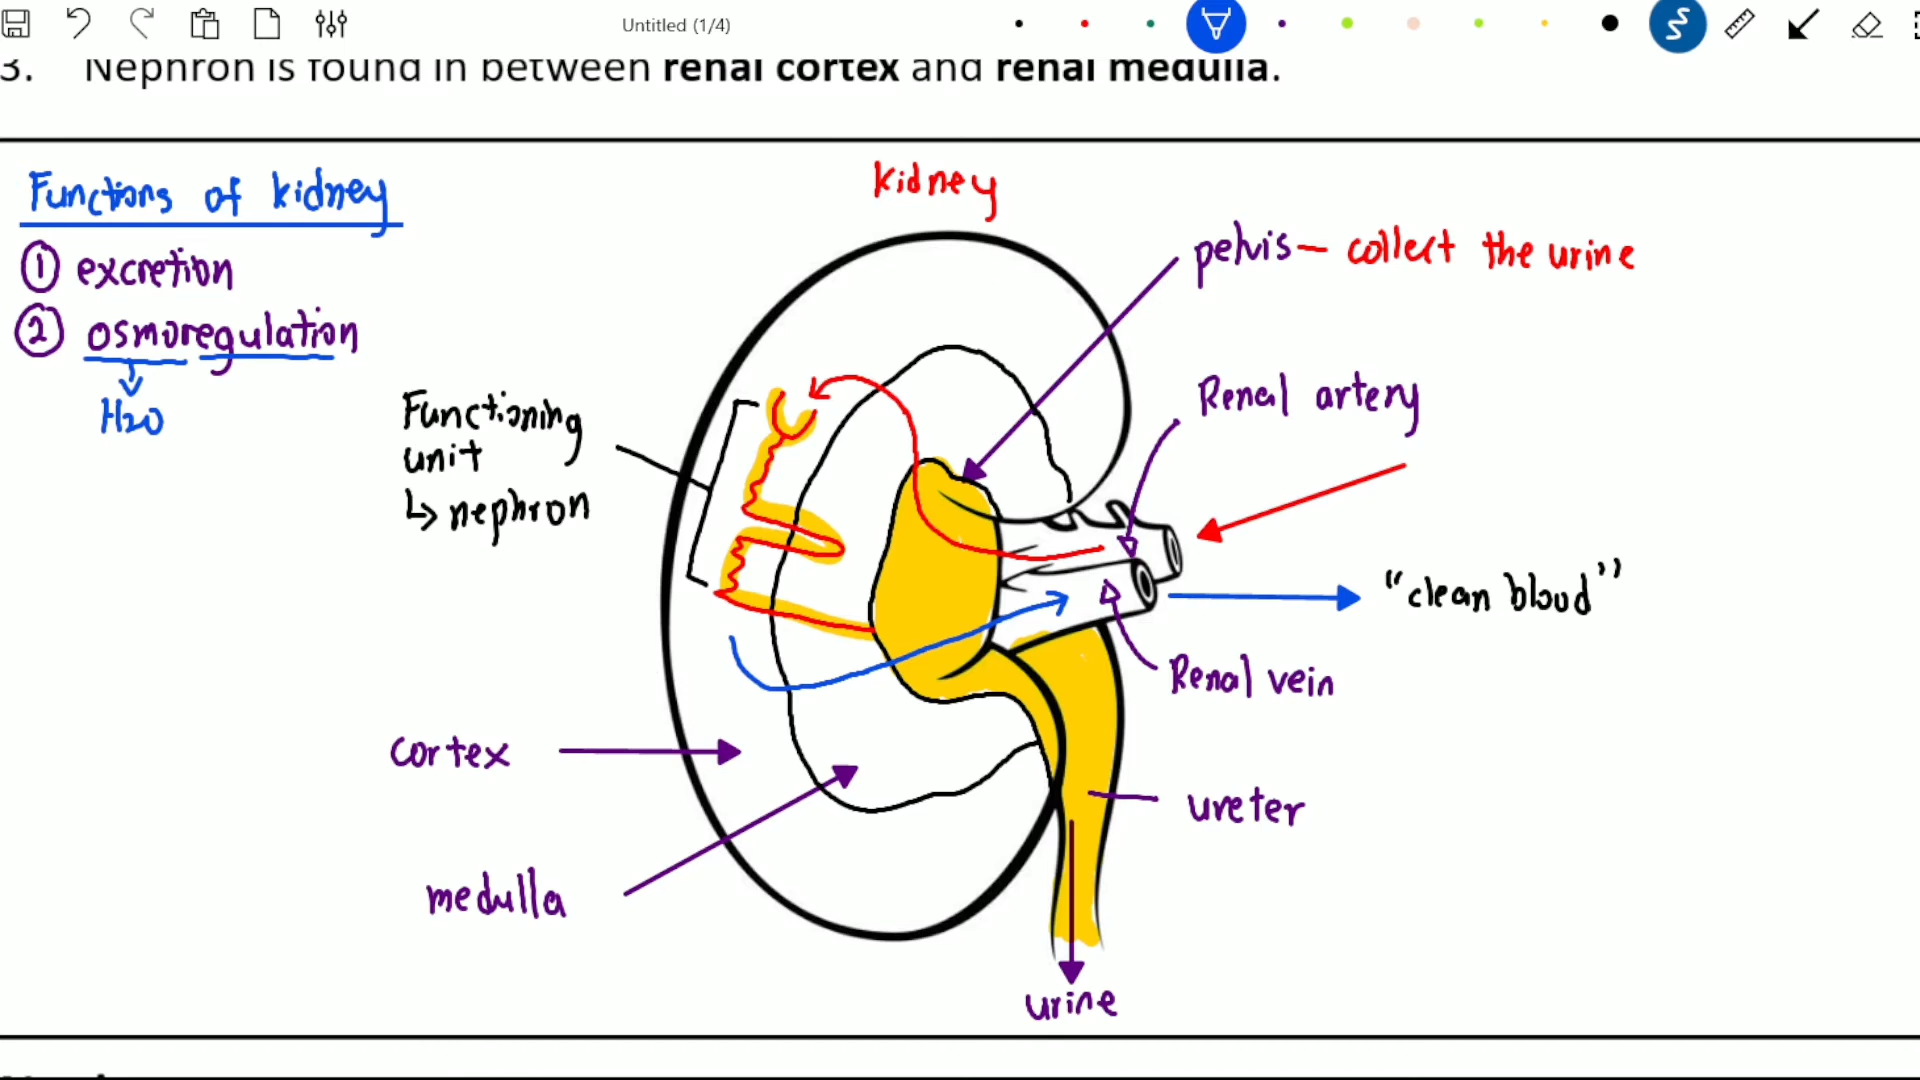 Untitled (1/4)
3. Nephron is found in between renal cortex and renal medulla.
Functions of kidney
① excretion
② osmoregulation
H2O
kidney
pelvis — collect the urine
Renal artery
Functioning
unit
↳ nephron
"clean blood"
Renal vein
cortex
ureter
medulla
urine